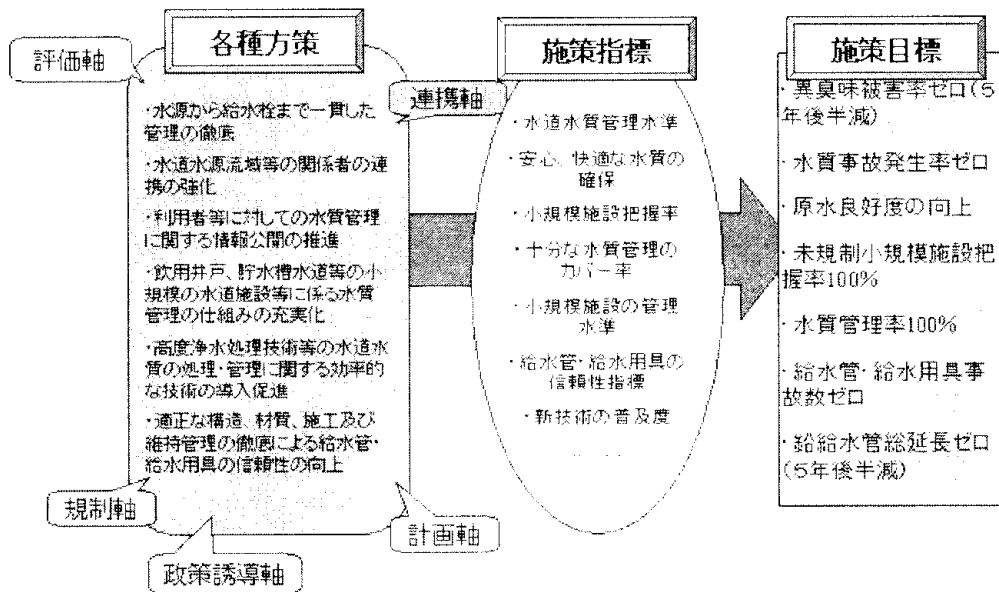 各種方策
評価軸
連携軸
・水源から給水栓まで一貫した
管理の徹底
・水道水源流域等の関係者の連
携の強化
・利用者等に対しての水質管理
に関する情報公開の推進
・飲用井戸、貯水槽水道等の小
規模の水道施設等に係る水質
管理の仕組みの充実化
・高度浄水処理技術等の水道水
質の処理・管理に関する効率的
な技術の導入促進
・適正な構造、材質、施工及び
維持管理の徹底による給水管・
給水用具の信頼性の向上
規制軸
政策誘導軸
計画軸
施策指標
・水道水質管理水準
・安心、快適な水質の
確保
・小規模施設把握率
・十分な水質管理の
カバー率
・小規模施設の管理
水準
・給水管・給水用具の
信頼性指標
・新技術の普及度
施策目標
・異臭味被害率ゼロ(5
年後半減)
・水質事故発生率ゼロ
・原水良好度の向上
・未規制小規模施設把
握率100%
・水質管理率100%
・給水管・給水用具事
故数ゼロ
・鉛給水管総延長ゼロ
(5年後半減)